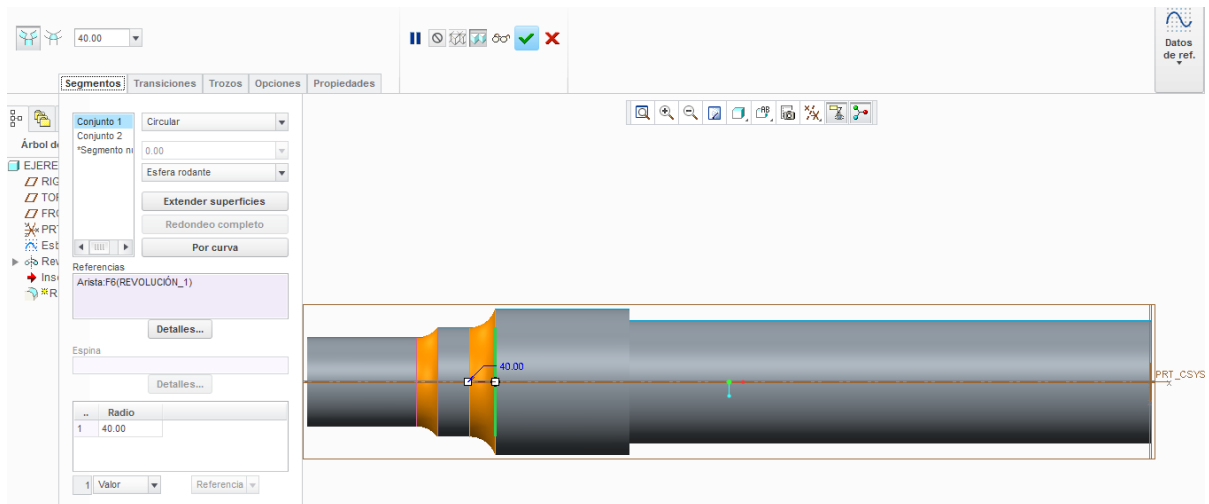 40.00
Datos
de ref.
Segmentos Transiciones Trozos Opciones Propiedades
Conjunto 1
Conjunto 2
*Segmento
Circular
0.00
Esfera rodante
Extender superficies
Redondeo completo
Por curva
Referencias
Arista:F6(REVOLUCIÓN_1)
Detalles...
Espina
Detalles...
.. Radio
1 40.00
1 Valor Referencia
Árbol d
EJERE
RIG
TOP
FRO
PRT
Est
Rev
Inse
*R
40.00
PRT_CSYS
X